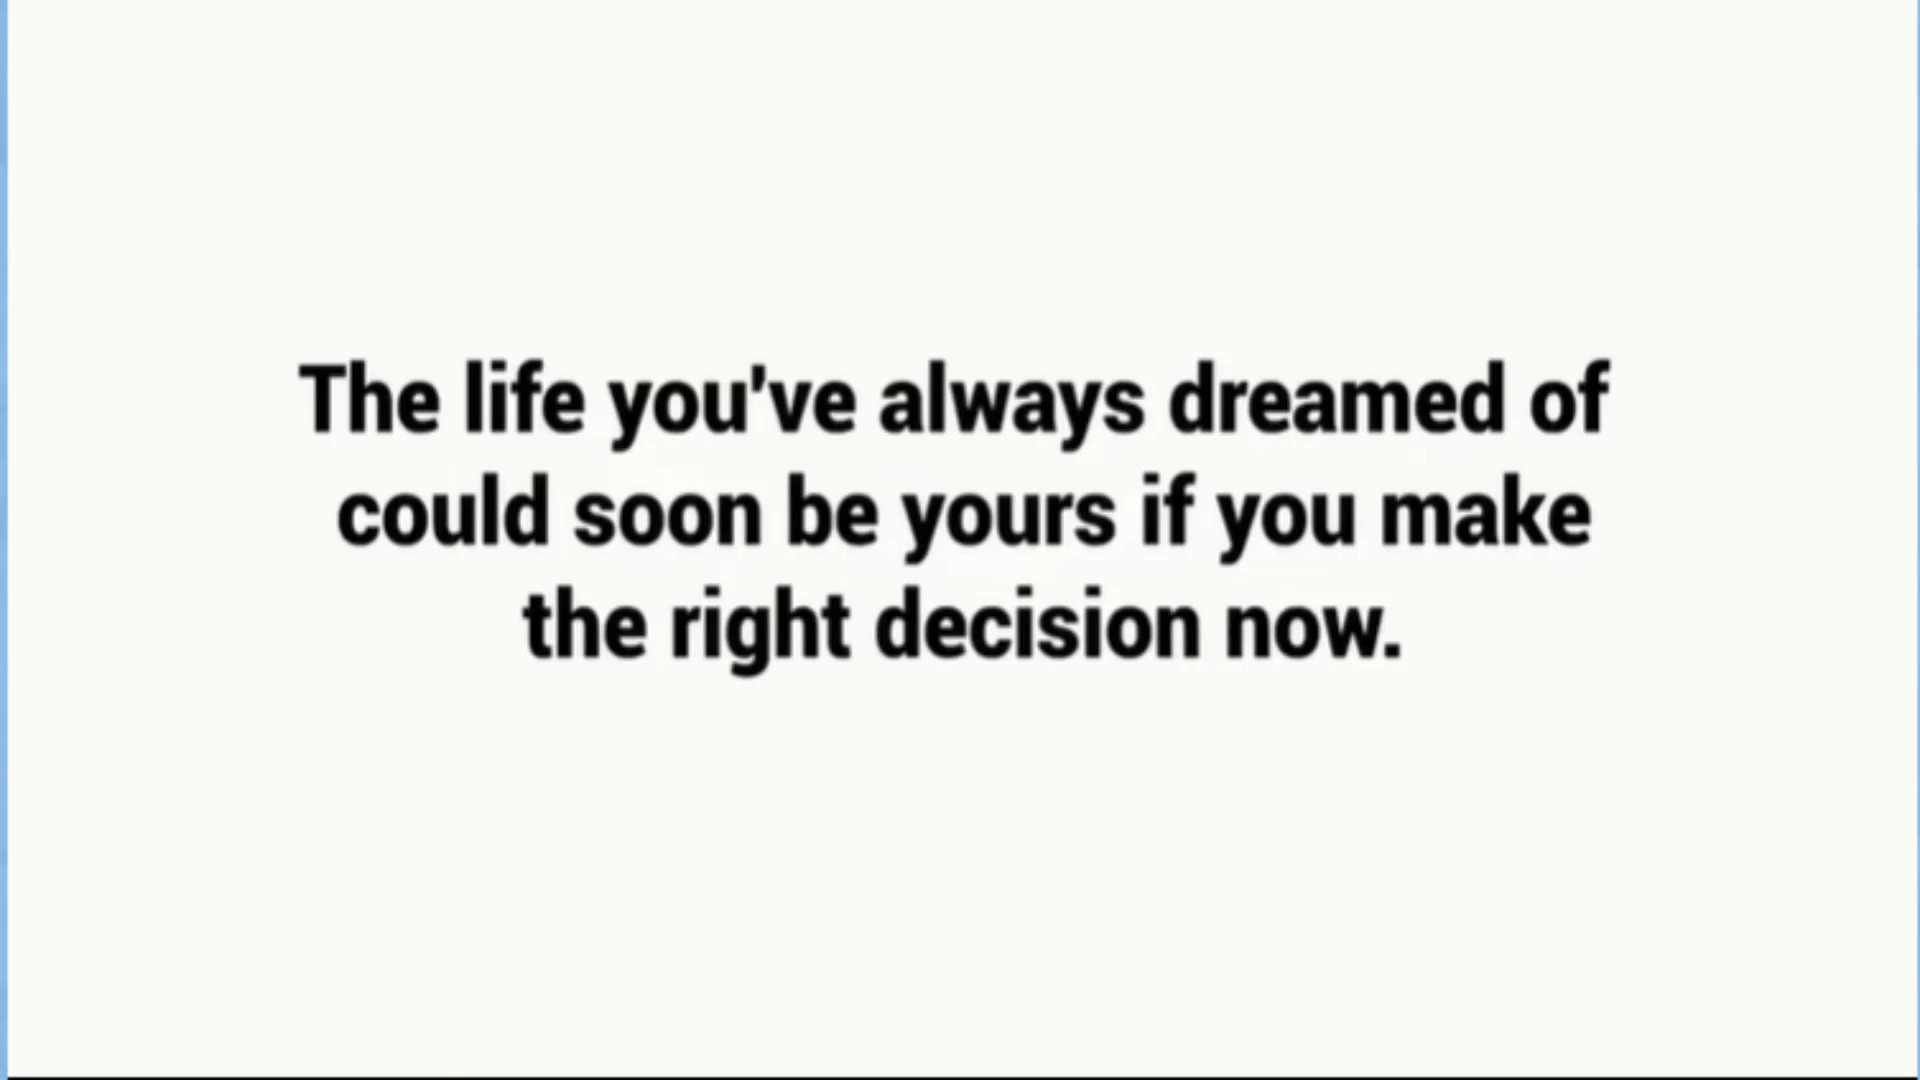 The life you've always dreamed of
could soon be yours if you make
the right decision now.